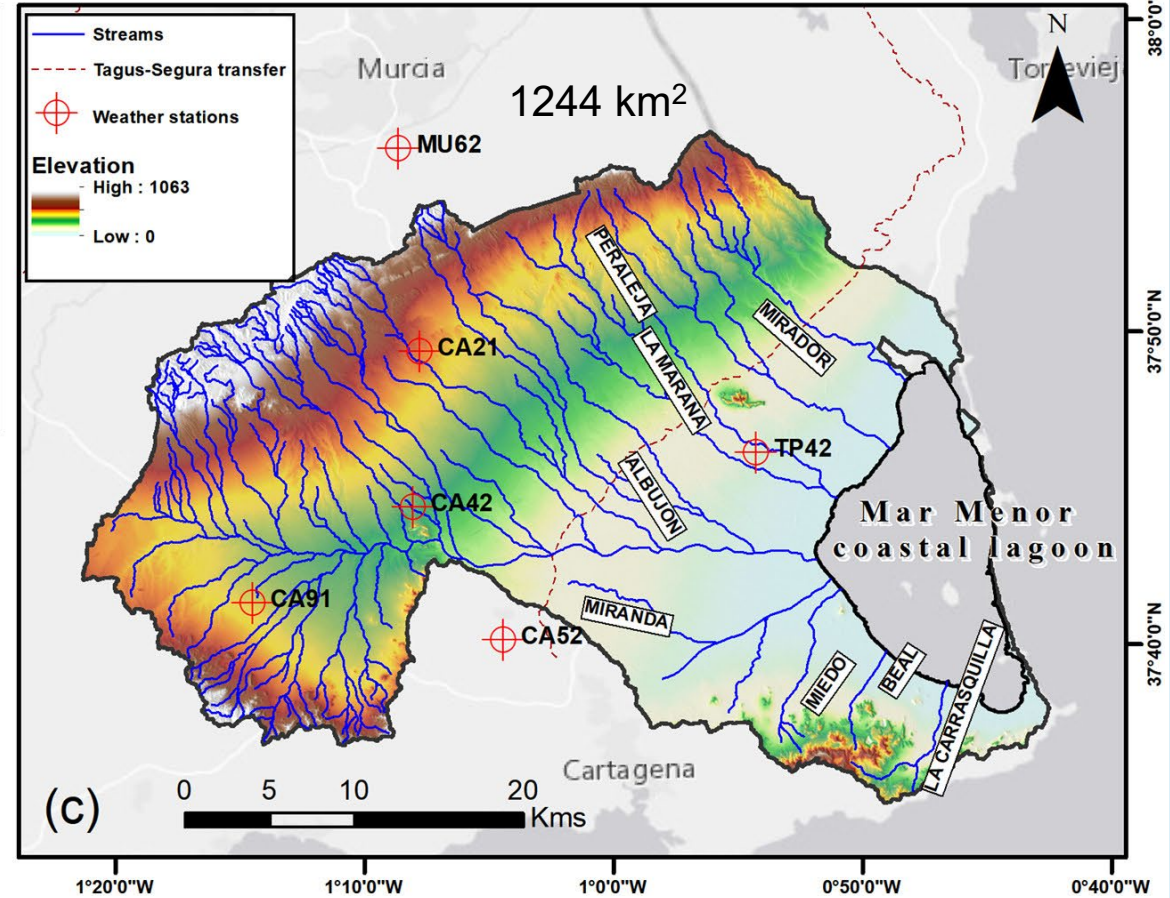 Streams
Tagus-Segura transfer
Weather stations
Elevation
High : 1063
Low : 0
Murcia
1244 km²
N
Torreviej
38°0'
MU62
PERALEJA
MIRADOR
37°50'0"N
CA21
LA MARAÑA
TP42
ALBUJON
CA42
Mar Menor
coastal lagoon
CA91
MIRANDA
CA52
37°40'0"N
MIEDO
BEAL
LA CARRASQUILLA
Cartagena
(c)
0 5 10 20
Kms
1°20'0"W 1°10'0"W 1°0'0"W 0°50'0"W 0°40'0"W